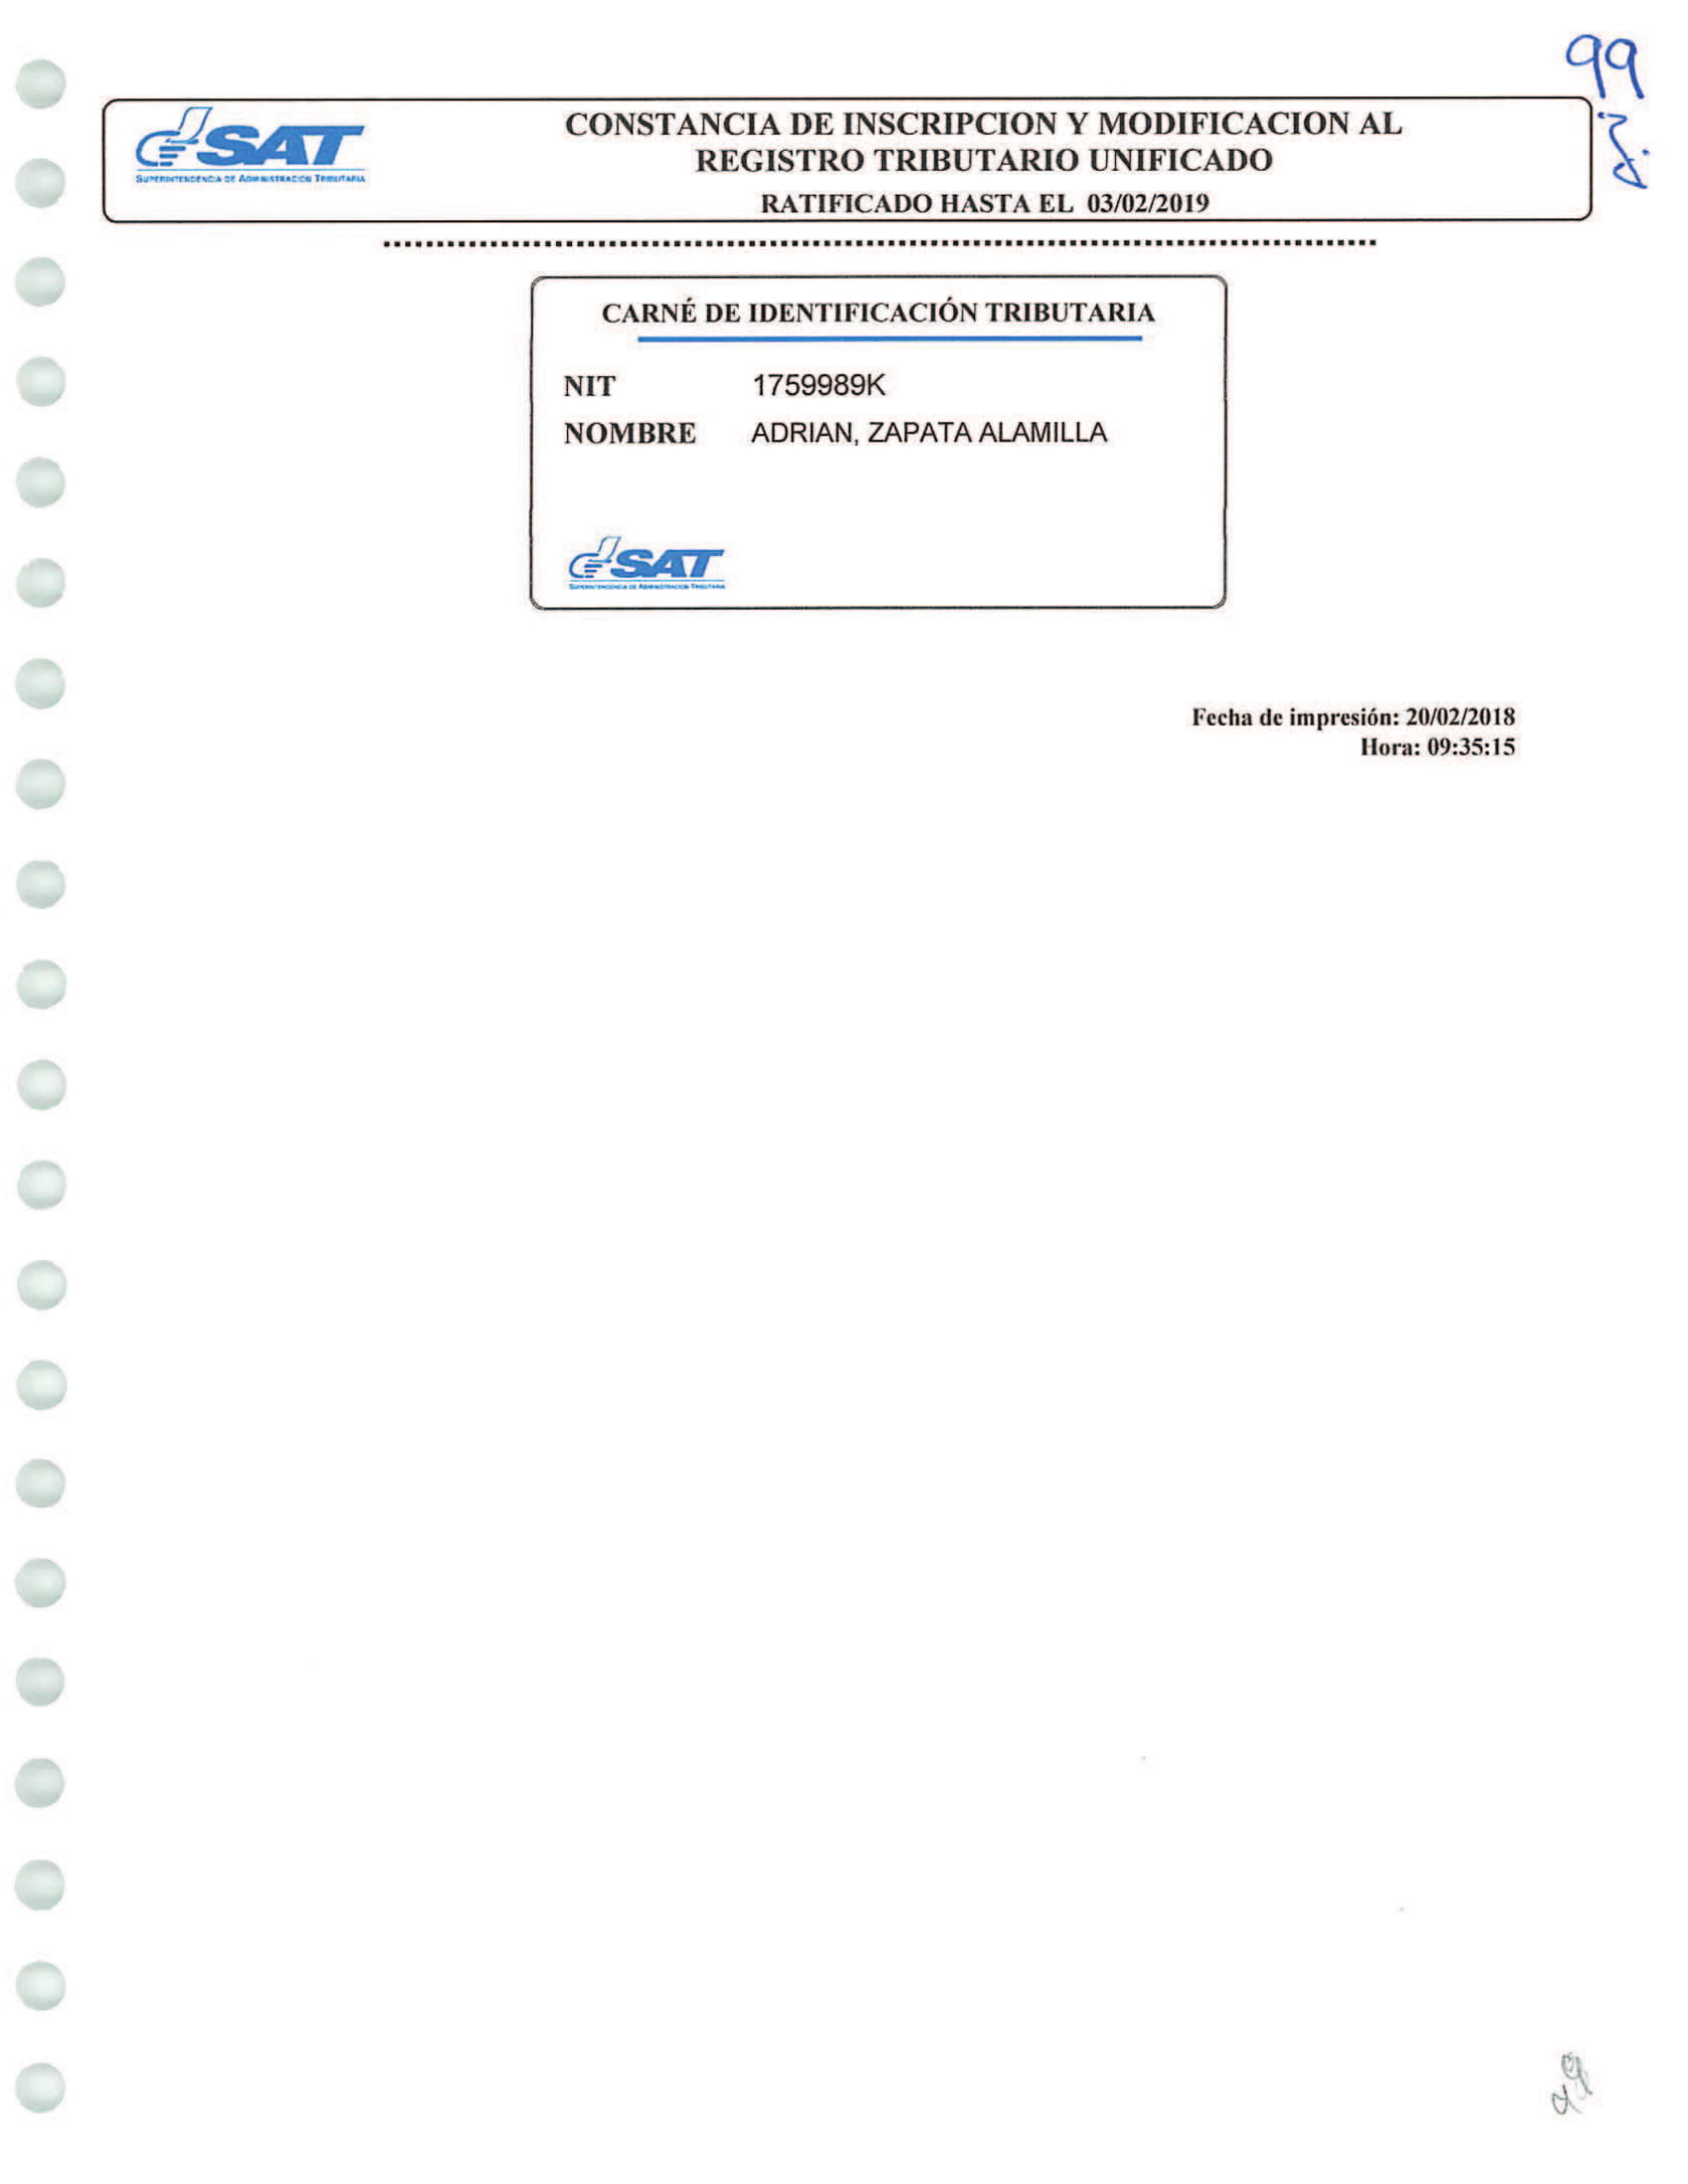 99
SAT
SUPERINTENDENCIA DE ADMINISTRACION TRIBUTARIA
CONSTANCIA DE INSCRIPCION Y MODIFICACION AL
REGISTRO TRIBUTARIO UNIFICADO
RATIFICADO HASTA EL 03/02/2019
CARNÉ DE IDENTIFICACIÓN TRIBUTARIA
NIT 1759989K
NOMBRE ADRIAN, ZAPATA ALAMILLA
SAT
SUPERINTENDENCIA DE ADMINISTRACION TRIBUTARIA
Fecha de impresión: 20/02/2018
Hora: 09:35:15